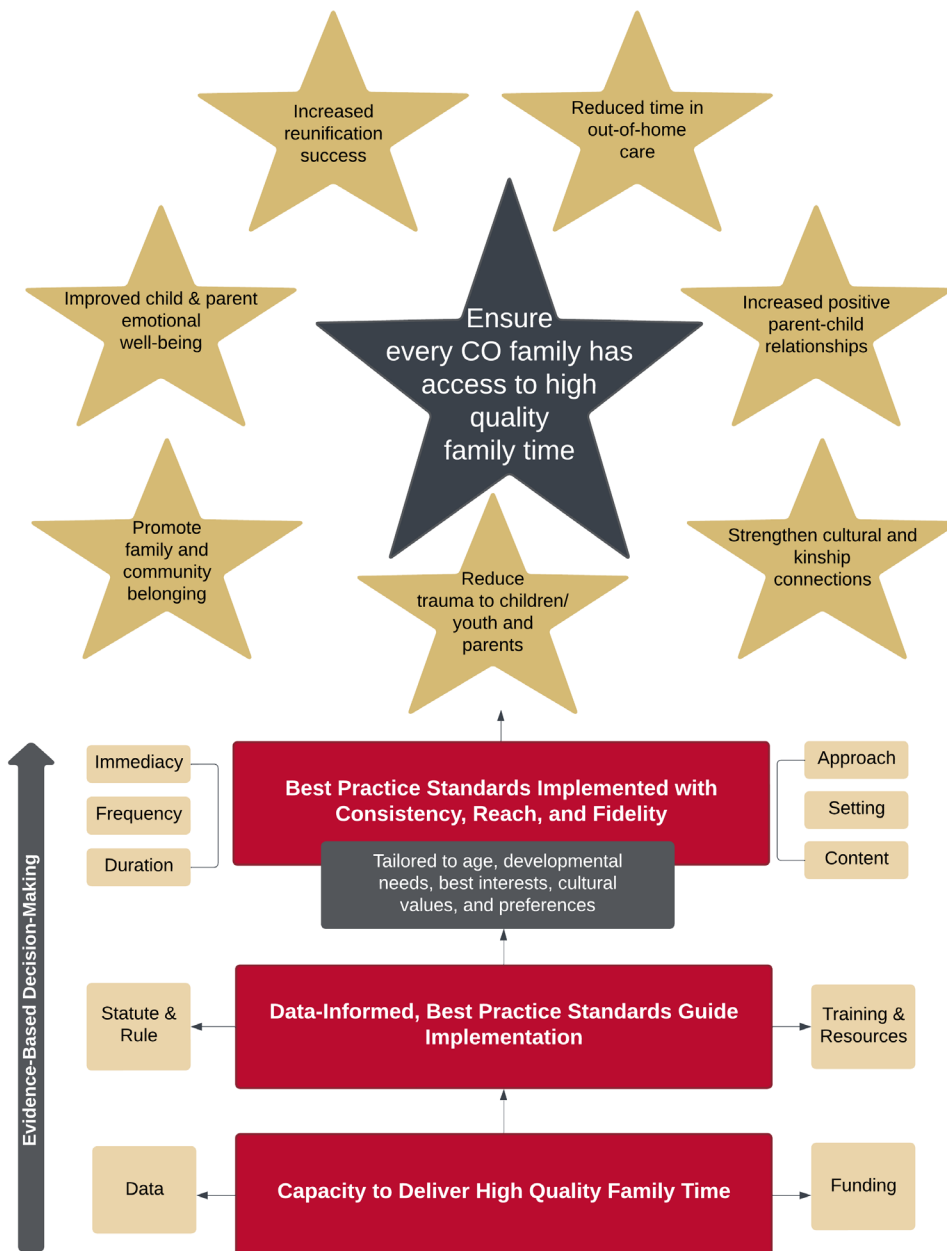 Increased
reunification
success
Reduced time in
out-of-home
care
Improved child & parent
emotional
well-being
Ensure
every CO family has
access to high
quality
family time
Increased positive
parent-child
relationships
Promote
family and
community
belonging
Reduce
trauma to children/
youth and
parents
Strengthen cultural and
kinship
connections
Evidence-Based Decision-Making
Immediacy
Frequency
Duration
Best Practice Standards Implemented with
Consistency, Reach, and Fidelity
Tailored to age, developmental
needs, best interests, cultural
values, and preferences
Approach
Setting
Content
Statute &
Rule
Data-Informed, Best Practice Standards Guide
Implementation
Training &
Resources
Data
Capacity to Deliver High Quality Family Time
Funding